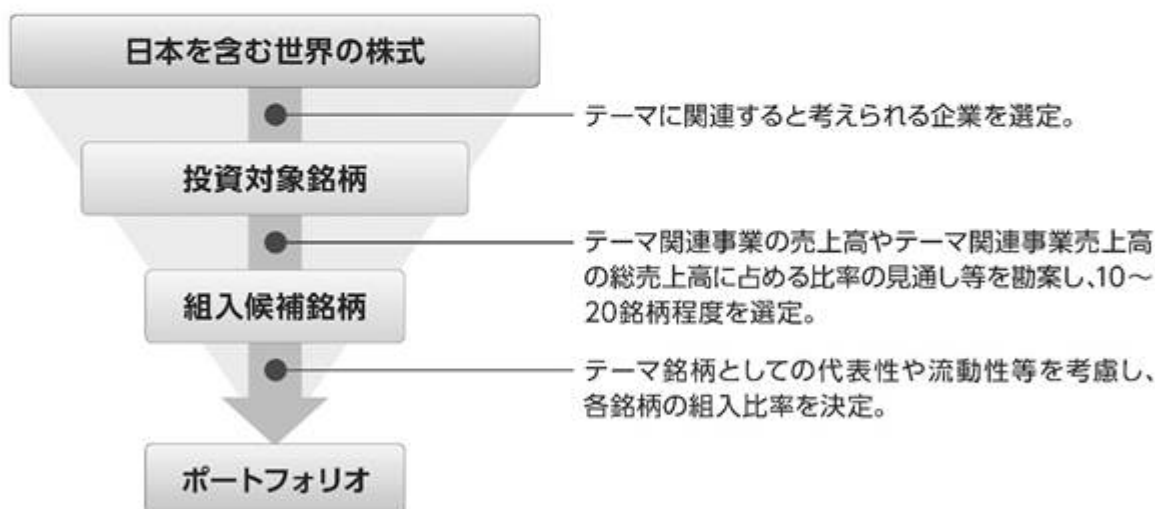 日本を含む世界の株式
テーマに関連すると考えられる企業を選定。
投資対象銘柄
テーマ関連事業の売上高やテーマ関連事業売上高
の総売上高に占める比率の見通し等を勘案し、10〜
20銘柄程度を選定。
組入候補銘柄
テーマ銘柄としての代表性や流動性等を考慮し、
各銘柄の組入比率を決定。
ポートフォリオ